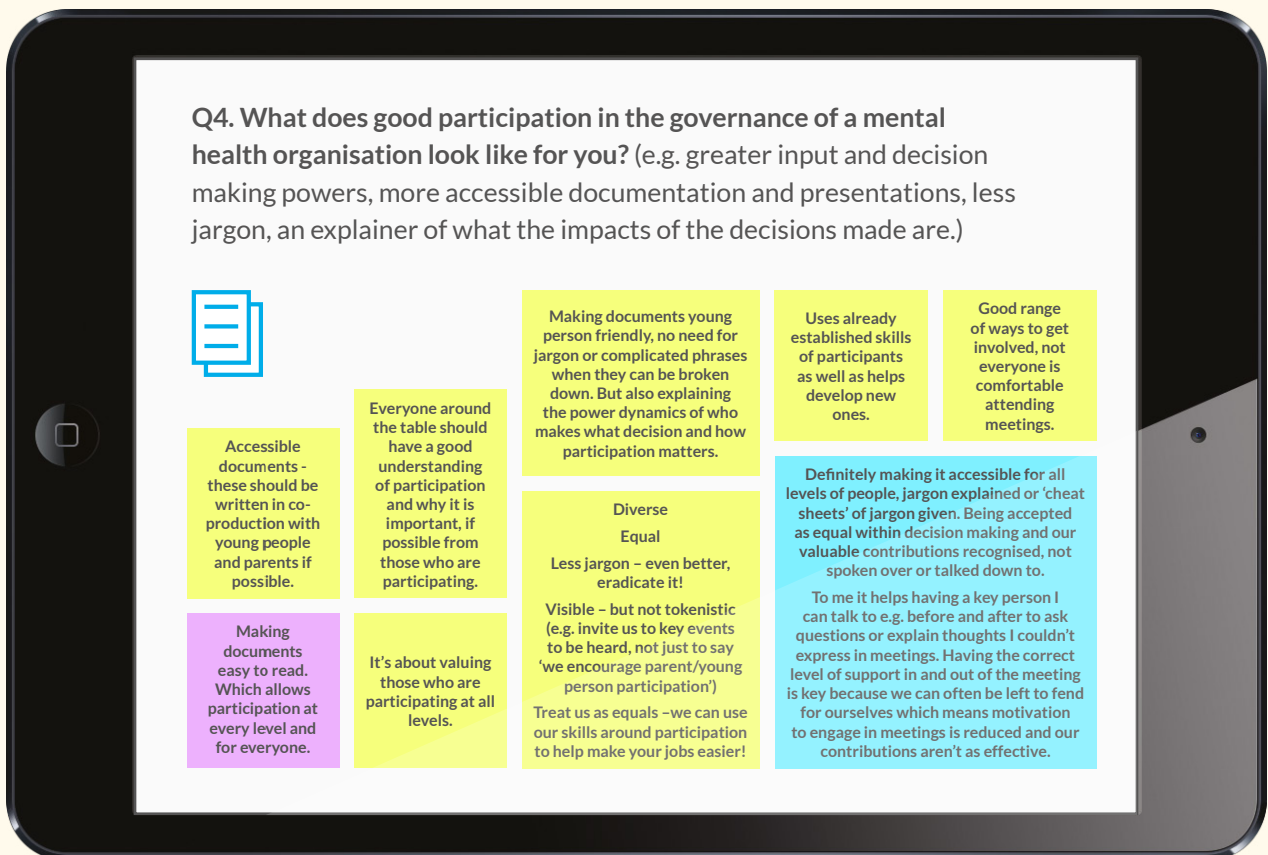 Q4. What does good participation in the governance of a mental
health organisation look like for you? (e.g. greater input and decision
making powers, more accessible documentation and presentations, less
jargon, an explainer of what the impacts of the decisions made are.)
Accessible
documents -
these should be
written in co-
production with
young people
and parents if
possible.
Making
documents
easy to read.
Which allows
participation at
every level and
for everyone.
Everyone around
the table should
have a good
understanding
of participation
and why it is
important, if
possible from
those who are
participating.
It’s about valuing
those who are
participating at all
levels.
Making documents young
person friendly, no need for
jargon or complicated phrases
when they can be broken
down. But also explaining
the power dynamics of who
makes what decision and how
participation matters.
Diverse
Equal
Less jargon – even better,
eradicate it!
Visible – but not tokenistic
(e.g. invite us to key events
to be heard, not just to say
‘we encourage parent/young
person participation’)
Treat us as equals –we can use
our skills around participation
to help make your jobs easier!
Uses already
established skills
of participants
as well as helps
develop new
ones.
Good range
of ways to get
involved, not
everyone is
comfortable
attending
meetings.
Definitely making it accessible for all
levels of people, jargon explained or ‘cheat
sheets’ of jargon given. Being accepted
as equal within decision making and our
valuable contributions recognised, not
spoken over or talked down to.
To me it helps having a key person I
can talk to e.g. before and after to ask
questions or explain thoughts I couldn’t
express in meetings. Having the correct
level of support in and out of the meeting
is key because we can often be left to fend
for ourselves which means motivation
to engage in meetings is reduced and our
contributions aren’t as effective.